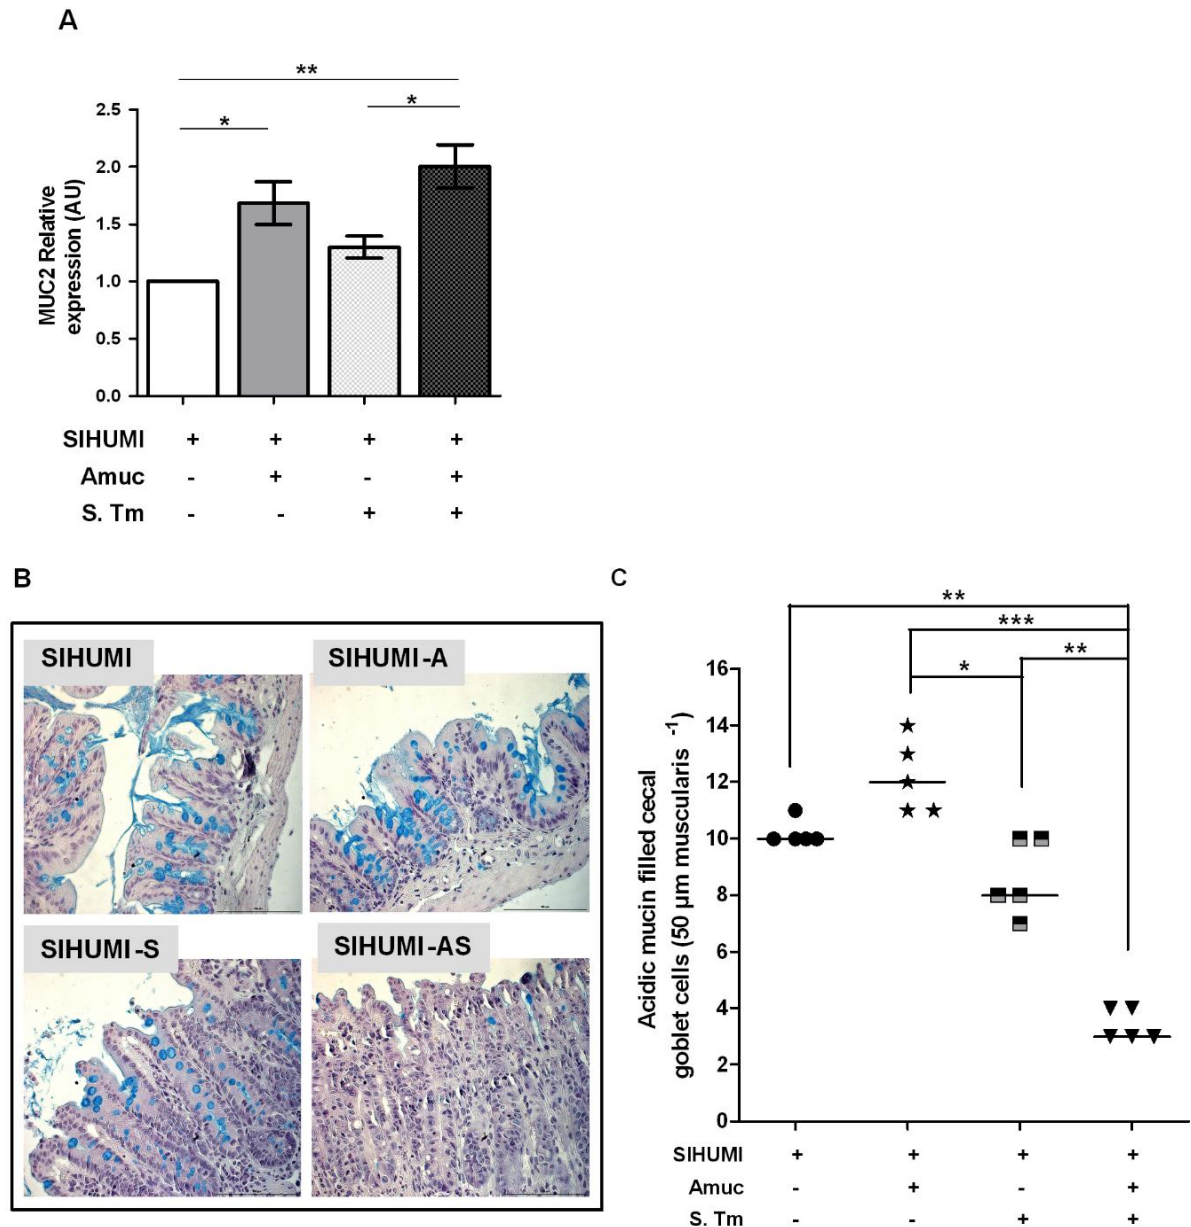 A
**
*
*
2.5
2.0
1.5
1.0
0.5
0.0
MUC2 Relative
expression (AU)
SIHUMI + + + +
Amuc - + - +
S. Tm - - + +
B
SIHUMI
SIHUMI-A
SIHUMI-S
SIHUMI-AS
C
**
***
*
**
16
14
12
10
8
6
4
2
0
Acidic mucin filled cecal
goblet cells (50 µm muscularis -1)
SIHUMI + + + +
Amuc - + - +
S. Tm - - + +